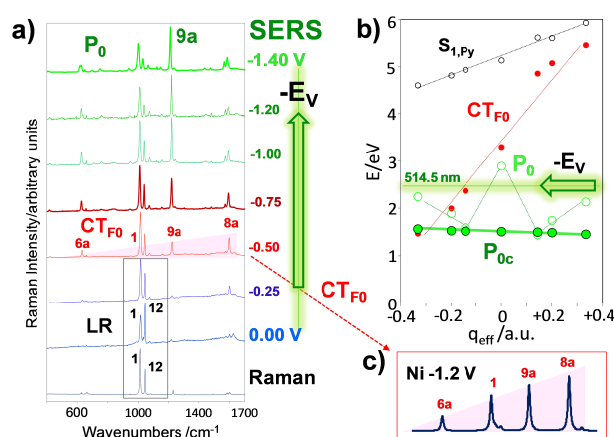 a)
P0
9a
SERS
-1.40 V
-EV
-1.20
-1.00
-0.75
CTF0
6a
1
9a
8a
-0.50
CTF0
-0.25
LR
1
12
0.00 V
1
12
Raman
Raman Intensity/arbitrary units
400
1000
1400
1700
Wavenumbers /cm-1
b)
6
5
4
3
2
1
0
E/eV
S1,Py
CTF0
P0
-EV
514.5 nm
P0c
-0.4
-0.2
0
+0.2
+0.4
qeff/ a.u.
c)
Ni -1.2 V
6a
1
9a
8a